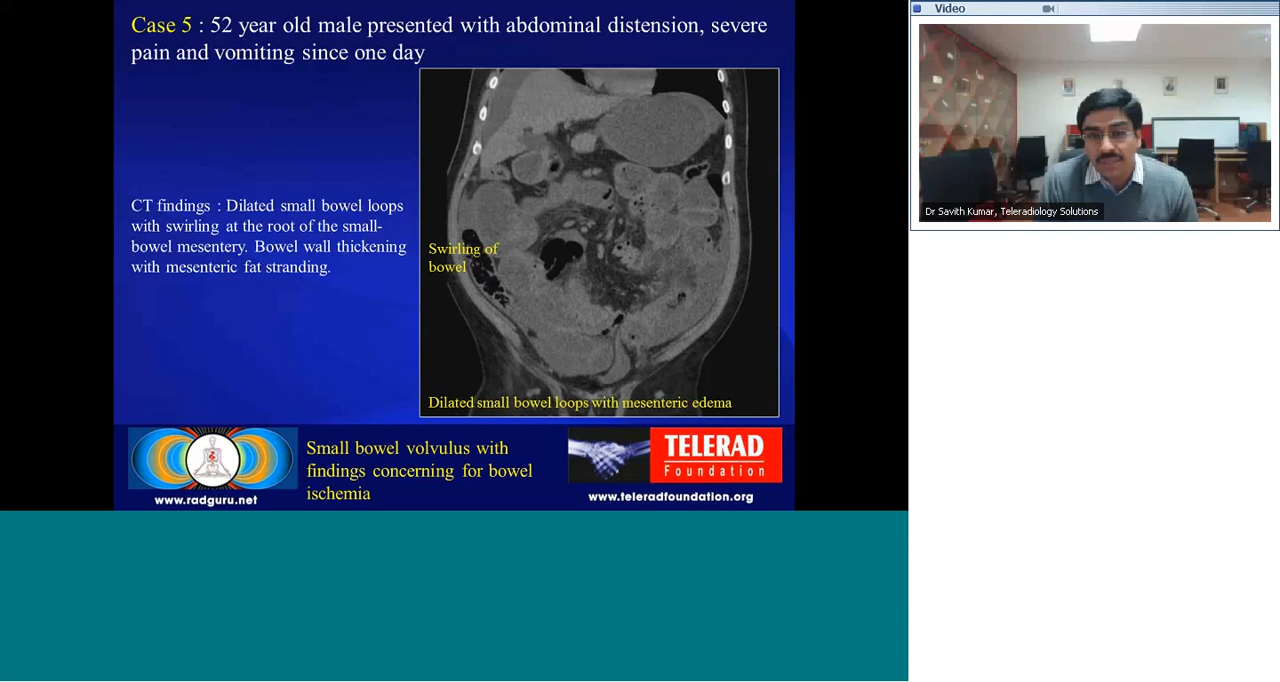 Case 5 : 52 year old male presented with abdominal distension, severe
pain and vomiting since one day
CT findings : Dilated small bowel loops
with swirling at the root of the small-
bowel mesentery. Bowel wall thickening
with mesenteric fat stranding.
Swirling of
bowel
Dilated small bowel loops with mesenteric edema
www.radguru.net
Small bowel volvulus with
findings concerning for bowel
ischemia
TELERAD
Foundation
www.teleradfoundation.org
Video
Dr Savith Kumar, Teleradiology Solutions